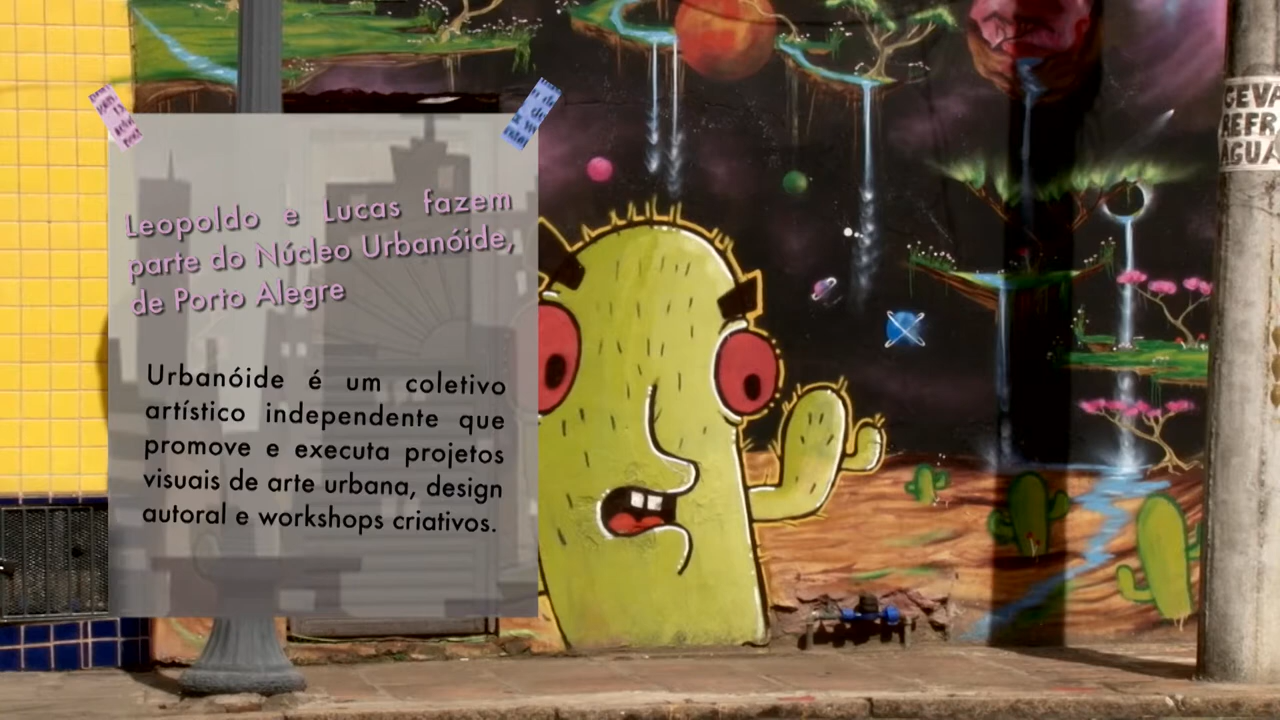 Leopoldo e Lucas fazem
parte do Núcleo Urbanóide,
de Porto Alegre
Urbanóide é um coletivo
artístico independente que
promove e executa projetos
visuais de arte urbana, design
autoral e workshops criativos.
GEVA
REFR
AGUA